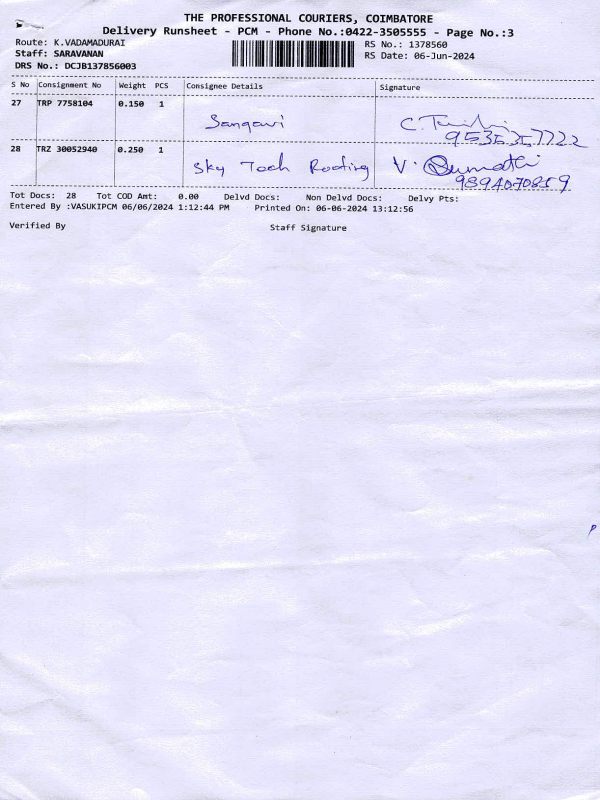 THE PROFESSIONAL COURIERS, COIMBATORE
Delivery Runsheet - PCM - Phone No.:0422-3505555 - Page No.:3
Route: K.VADAMADURAI RS No.: 1378560
Staff: SARAVANAN RS Date: 06-Jun-2024
DRS No.: DCJB137856003
S No Consignment No Weight PCS Consignee Details Signature
27 TRP 7758104 0.150 1
Sangavi C.
9535357722
28 TRZ 30052940 0.250 1
Sky Tech Roofing V. Sumathi
9894070859
Tot Docs: 28 Tot COD Amt: 0.00 Delvd Docs: Non Delvd Docs: Delvy Pts:
Entered By :VASUKIPCM 06/06/2024 1:12:44 PM Printed On: 06-06-2024 13:12:56
Verified By Staff Signature